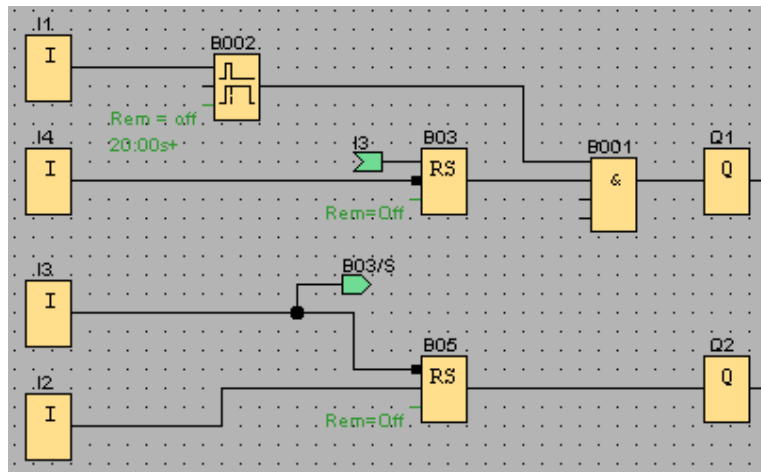 I1
I
B002
Rem = off
20:00s+
I4
I
I3
B03
RS
Rem=Off
B001
&
Q1
Q
I3
I
B03/S
B05
RS
Rem=Off
Q2
Q
I2
I